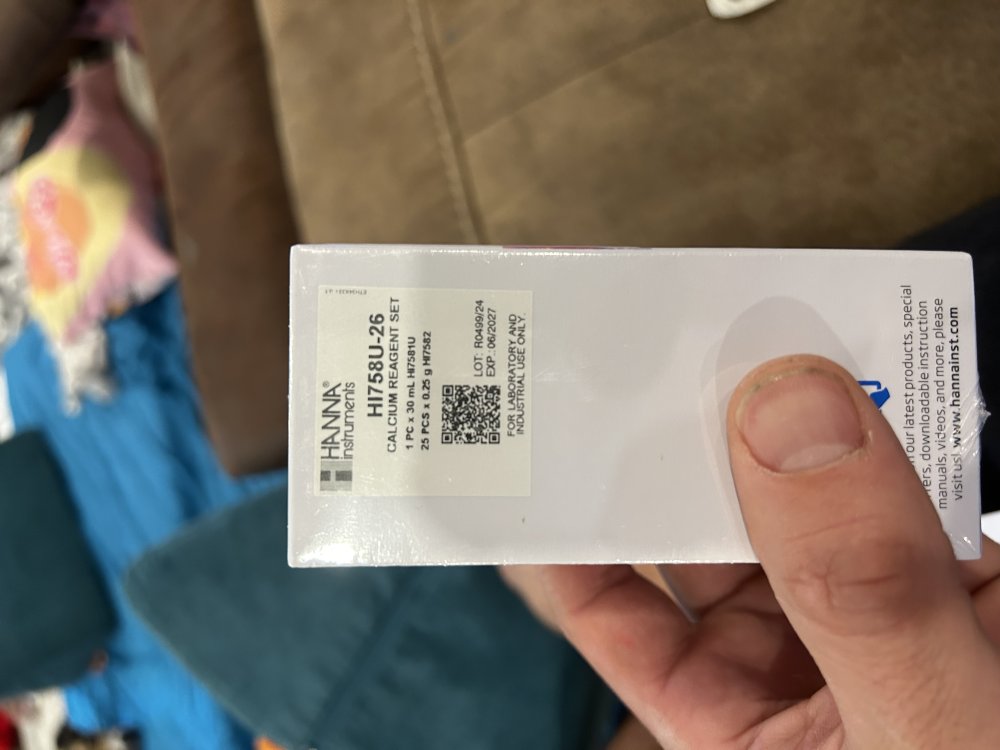 HANNA®
instruments
HI758U-26
CALCIUM REAGENT SET
1 PC x 30 mL HI7581U
25 PCS x 0.25 g HI7582
LOT: R0499/24
EXP.: 06/2027
FOR LABORATORY AND
INDUSTRIAL USE ONLY.
our latest products, special
downloadable instruction
manuals, videos, and more, please
visit us! www.hannainst.com